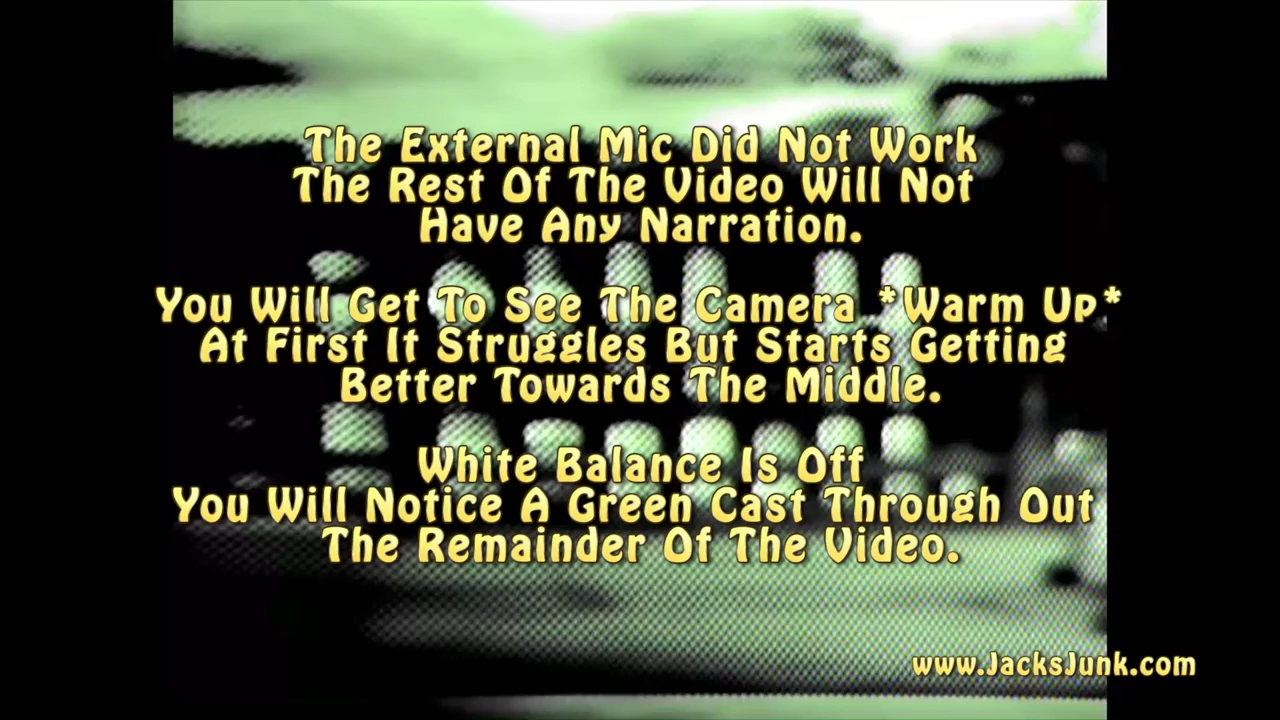 The External Mic Did Not Work
The Rest Of The Video Will Not
Have Any Narration.
You Will Get To See The Camera *Warm Up*
At First It Struggles But Starts Getting
Better Towards The Middle.
White Balance Is Off
You Will Notice A Green Cast Through Out
The Remainder Of The Video.
www.JacksJunk.com